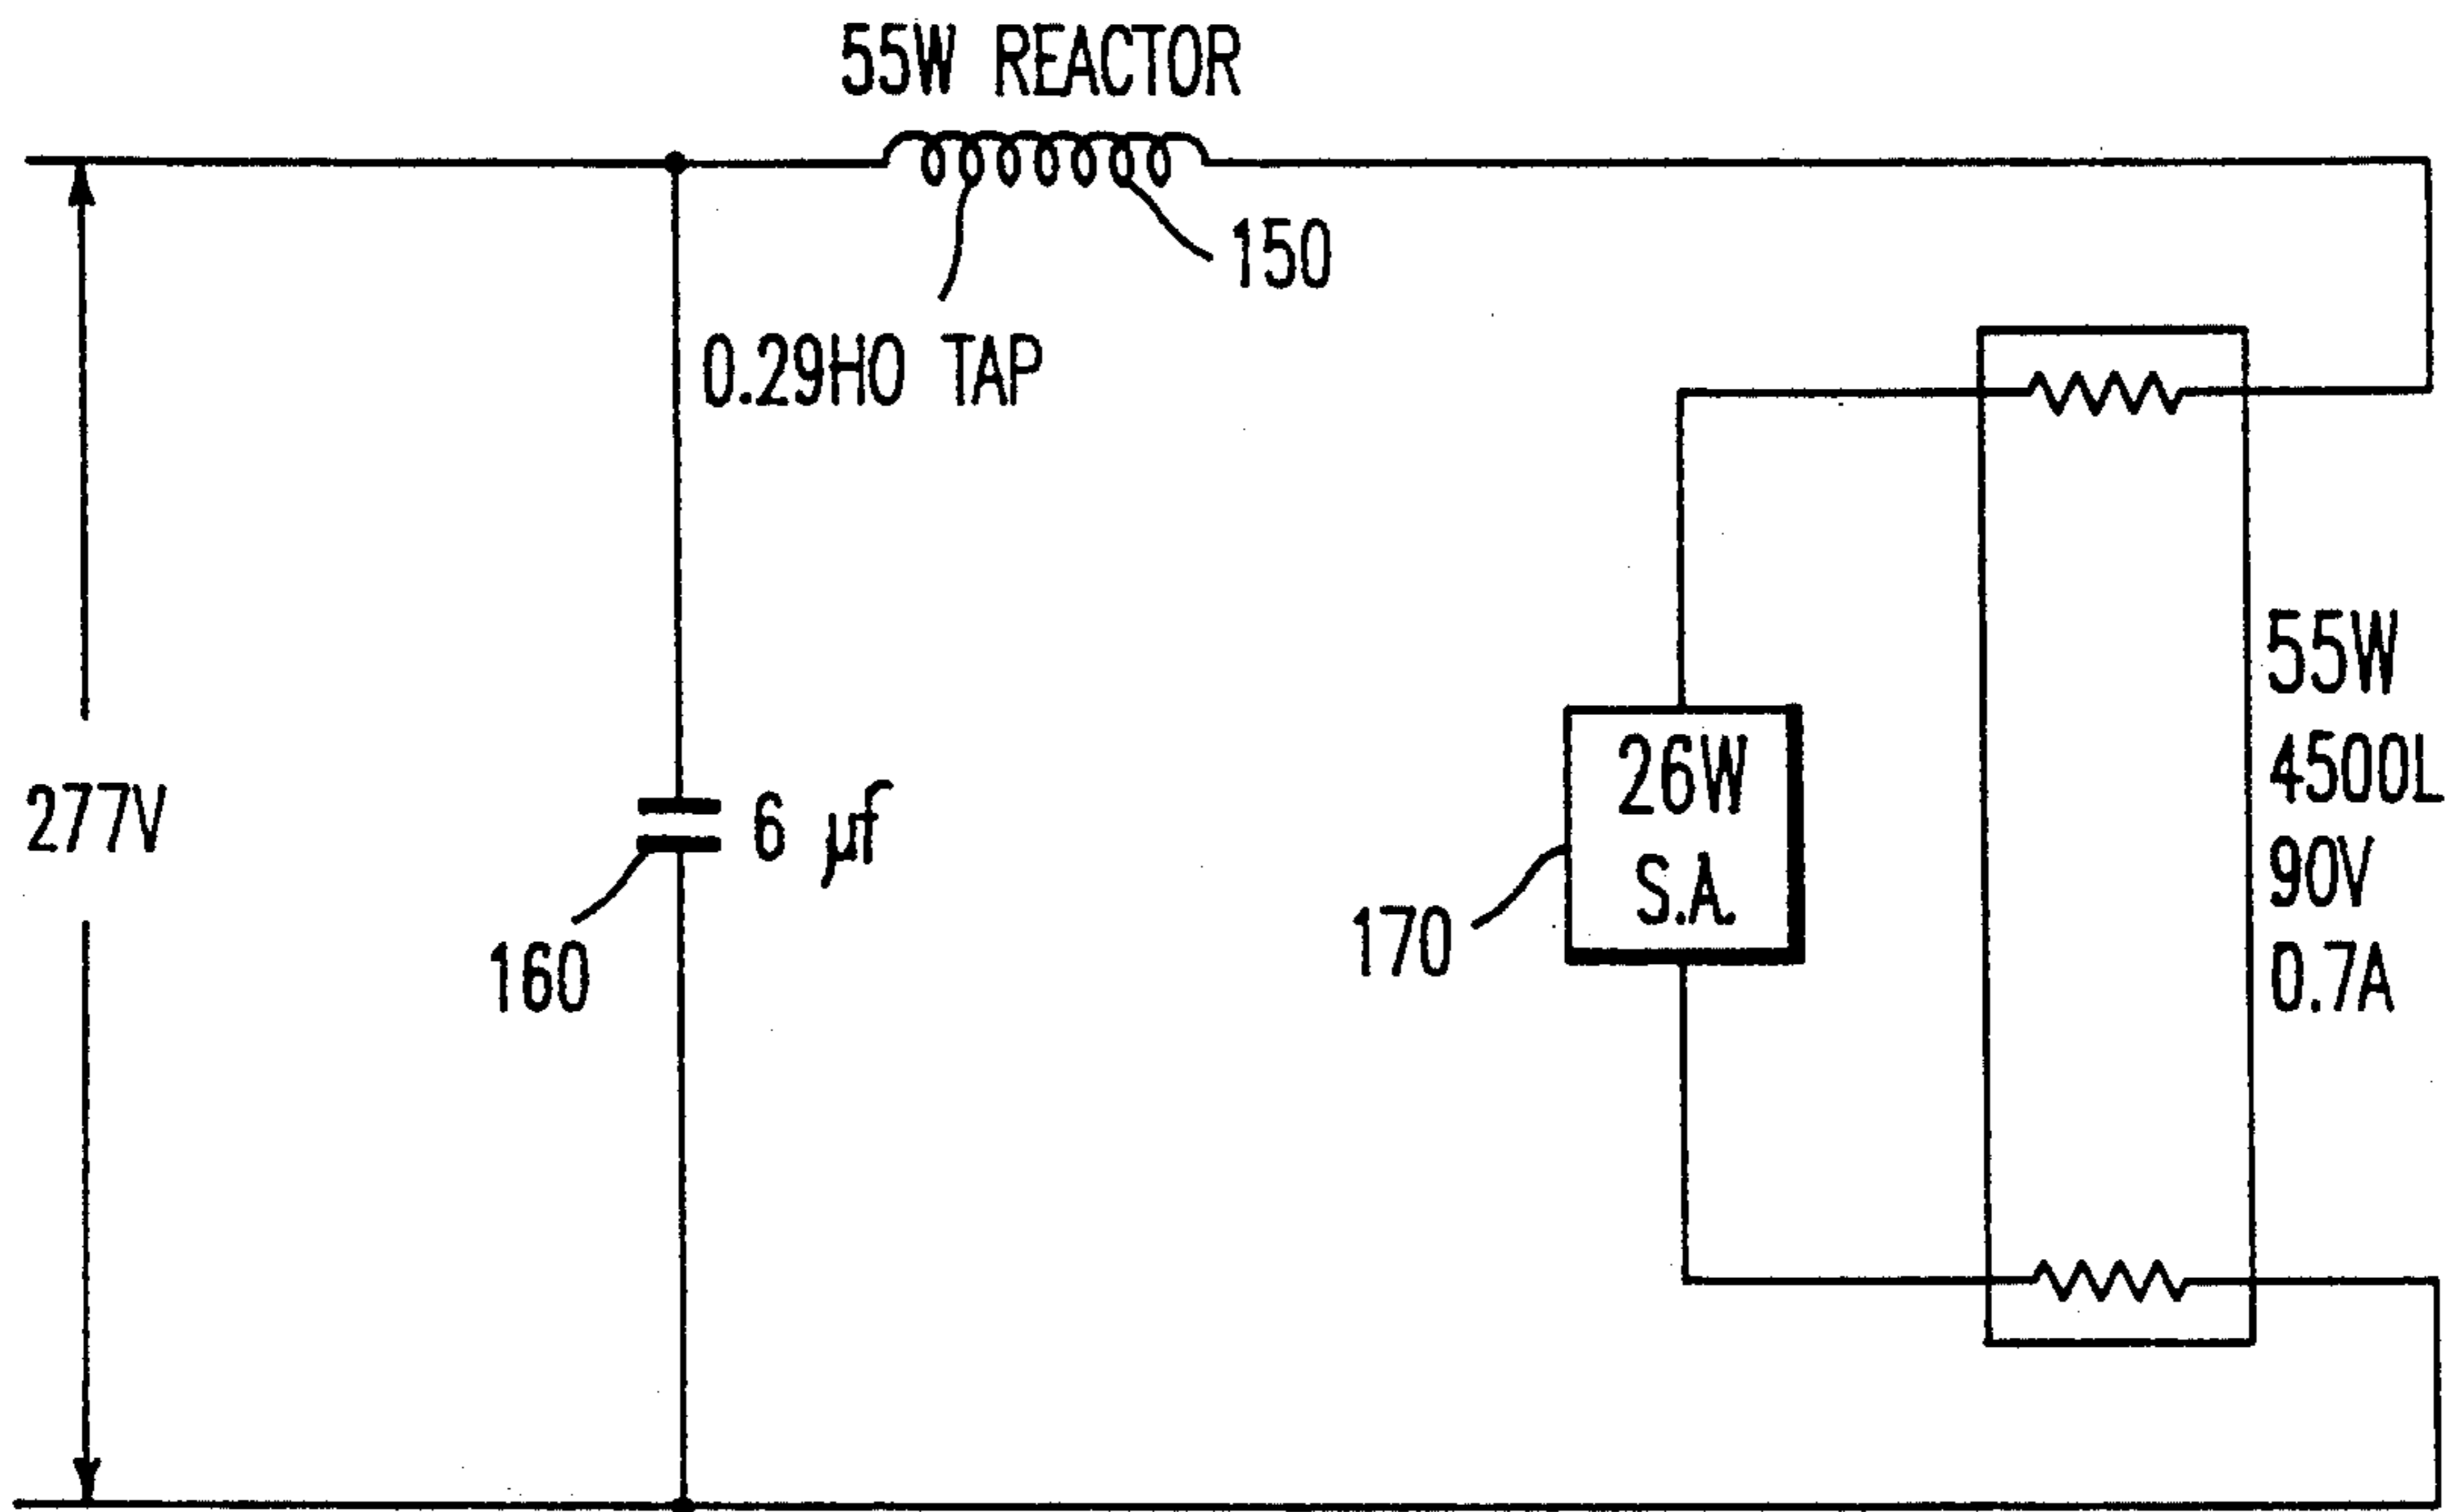 55W REACTOR
150
0.29HO TAP
277V
6 µf
160
26W
S.A.
170
55W
4500L
90V
0.7A